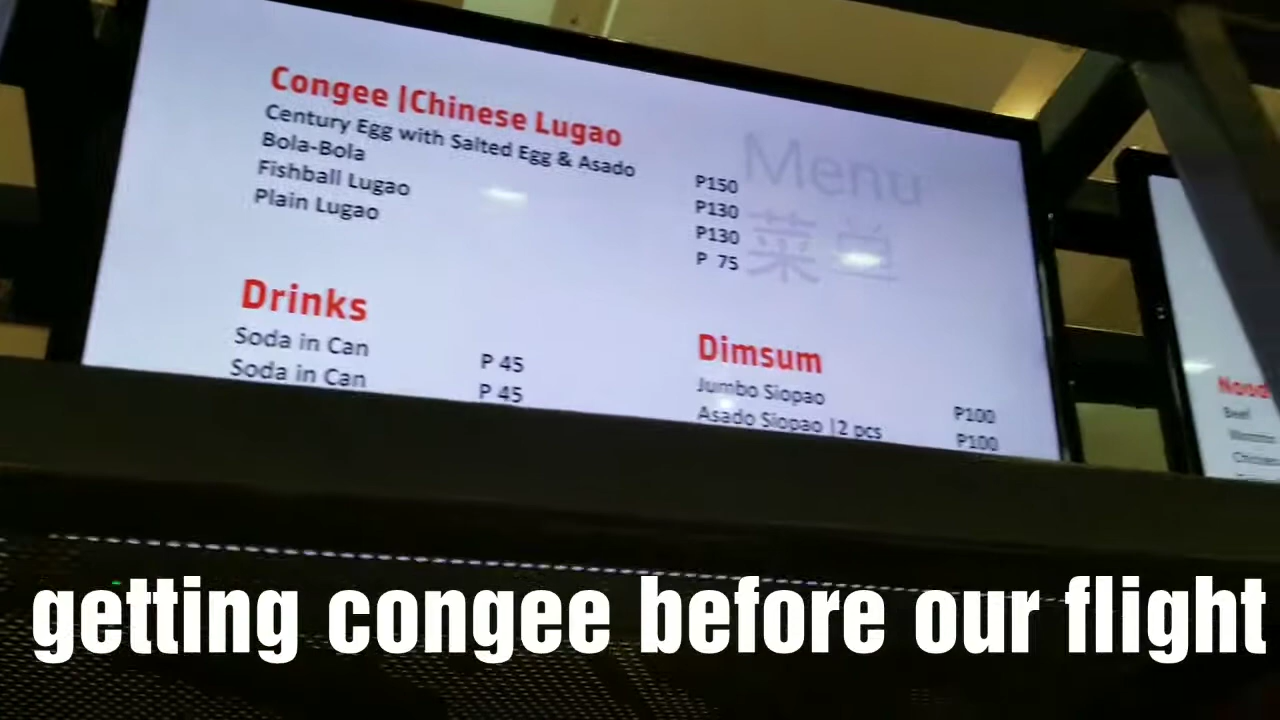 Congee |Chinese Lugao
Century Egg with Salted Egg & Asado P150
Bola-Bola P130
Fishball Lugao P130
Plain Lugao P 75
Menu
菜单
Drinks
Soda in Can P 45
Soda in Can P 45
Dimsum
Jumbo Siopao P100
Asado Siopao |2 pcs P100
Beef
getting congee before our flight